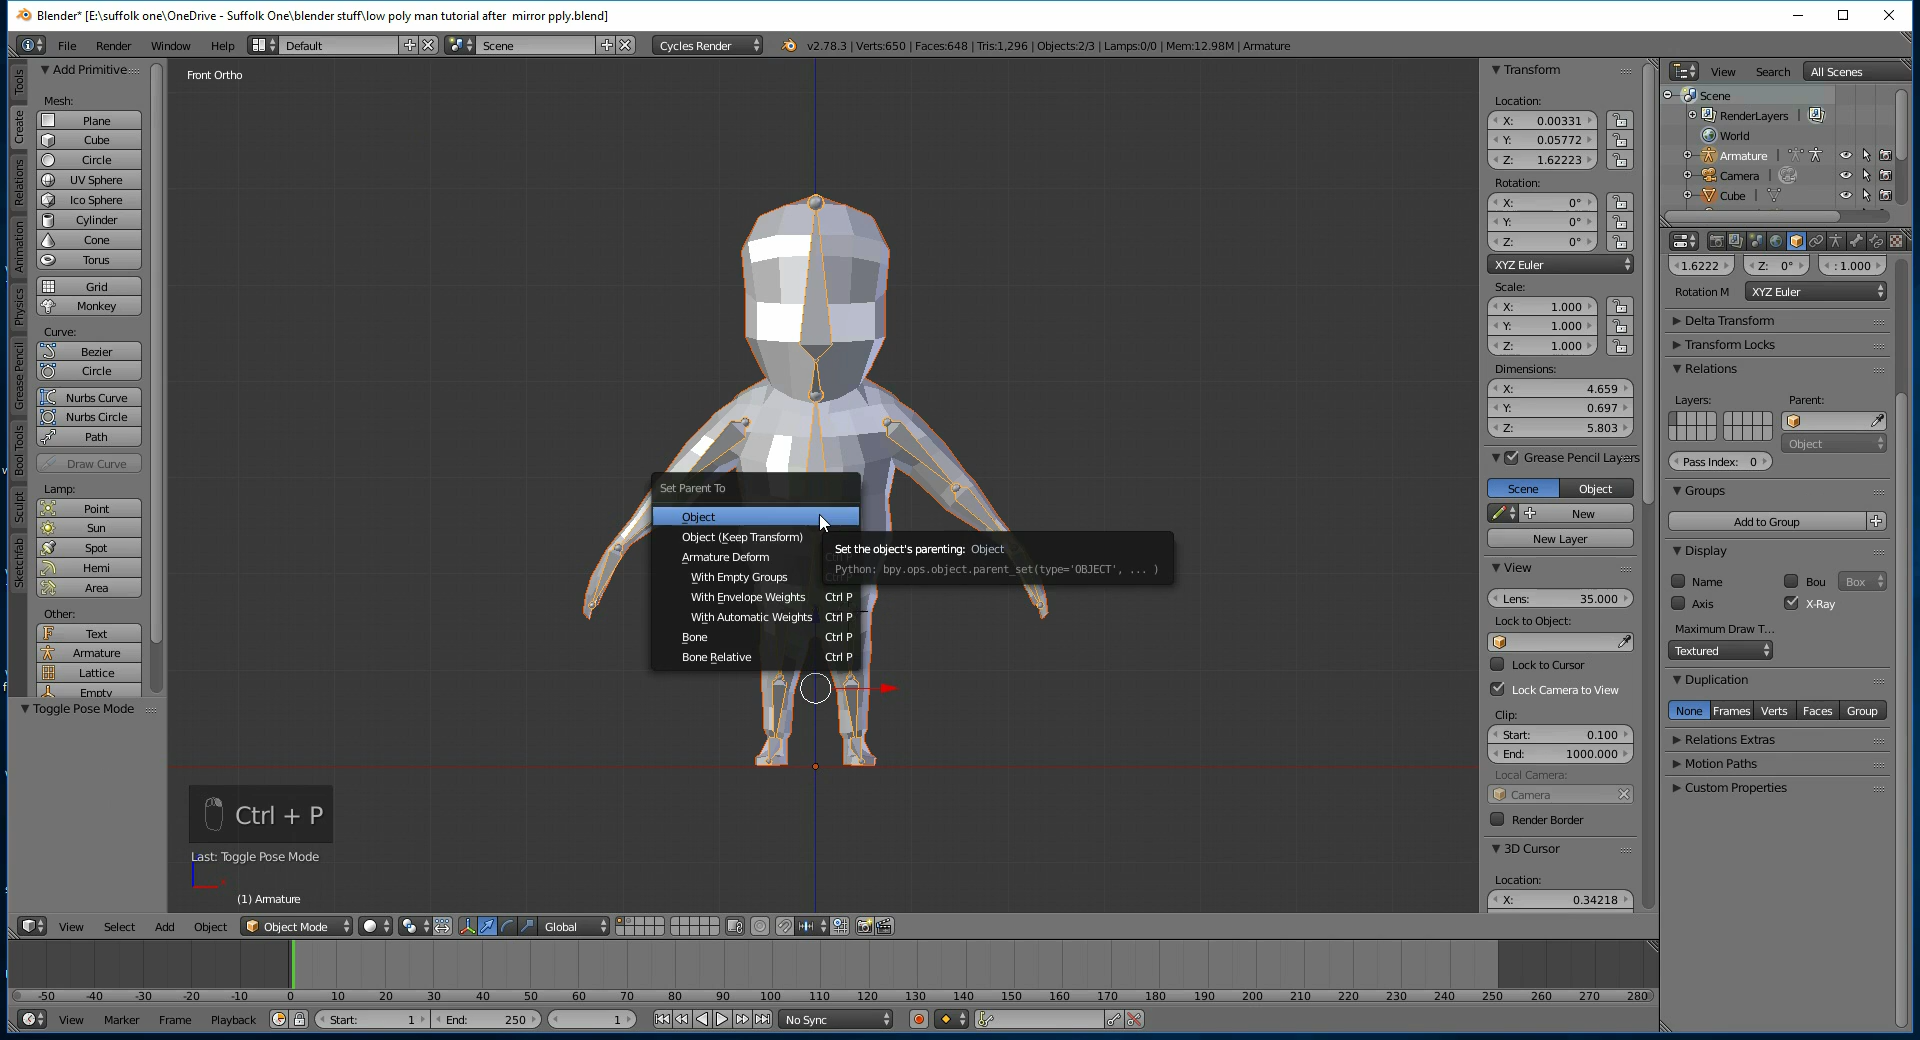 Blender* [E:\suffolk one\OneDrive - Suffolk One\blender stuff\low poly man tutorial after  mirror pply.blend]
File Render Window Help Default Scene Cycles Render v2.78.3 | Verts:650 | Faces:648 | Tris:1,296 | Objects:2/3 | Lamps:0/0 | Mem:12.98M | Armature
Tools
Create
Relations
Animation
Physics
Grease Pencil
Bool Tools
Sculpt
Sketchfab
Add Primitive
Mesh:
Plane
Cube
Circle
UV Sphere
Ico Sphere
Cylinder
Cone
Torus
Grid
Monkey
Curve:
Bezier
Circle
Nurbs Curve
Nurbs Circle
Path
Draw Curve
Lamp:
Point
Sun
Spot
Hemi
Area
Other:
Text
Armature
Lattice
Empty
Toggle Pose Mode
Front Ortho
Set Parent To
Object
Object (Keep Transform)
Armature Deform
With Empty Groups
With Envelope Weights Ctrl P
With Automatic Weights Ctrl P
Bone Ctrl P
Bone Relative Ctrl P
Set the object's parenting: Object
Python: bpy.ops.object.parent_set(type='OBJECT', ... )
Ctrl + P
Last: Toggle Pose Mode
(1) Armature
Transform
Location:
X: 0.00331
Y: 0.05772
Z: 1.62223
Rotation:
X: 0°
Y: 0°
Z: 0°
XYZ Euler
Scale:
X: 1.000
Y: 1.000
Z: 1.000
Dimensions:
X: 4.659
Y: 0.697
Z: 5.803
Grease Pencil Layers
Scene Object
New
New Layer
View
Lens: 35.000
Lock to Object:
Lock to Cursor
Lock Camera to View
Clip:
Start: 0.100
End: 1000.000
Local Camera:
Camera
Render Border
3D Cursor
Location:
X: 0.34218
View Search All Scenes
Scene
RenderLayers
World
Armature
Camera
Cube
1.6222 Z: 0° : 1.000
Rotation M XYZ Euler
Delta Transform
Transform Locks
Relations
Layers: Parent:
Object
Pass Index: 0
Groups
Add to Group
Display
Name Bou Box
Axis X-Ray
Maximum Draw T...
Textured
Duplication
None Frames Verts Faces Group
Relations Extras
Motion Paths
Custom Properties
View Select Add Object Object Mode Global
-50 -40 -30 -20 -10 0 10 20 30 40 50 60 70 80 90 100 110 120 130 140 150 160 170 180 190 200 210 220 230 240 250 260 270 280
View Marker Frame Playback Start: 1 End: 250 1 No Sync